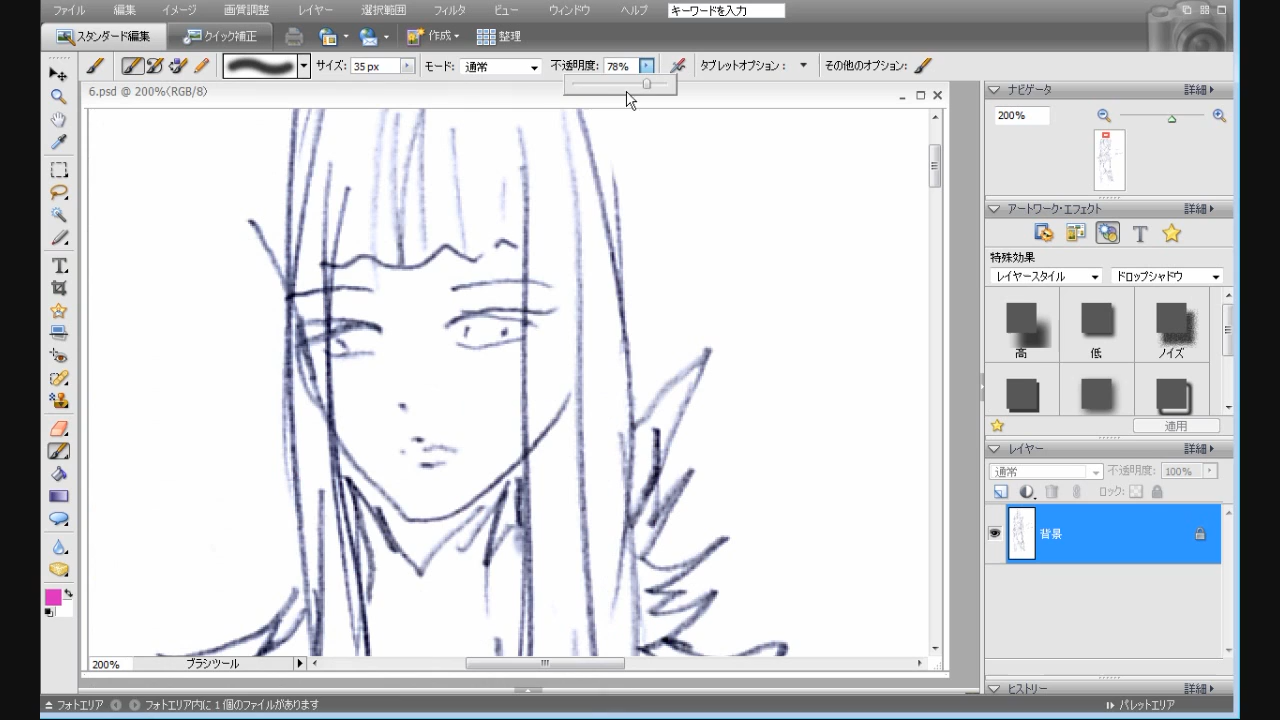 ファイル 編集 イメージ 画質調整 レイヤー 選択範囲 フィルタ ビュー ウィンドウ ヘルプ キーワードを入力
スタンダード編集 クイック補正 作成 整理
サイズ: 35 px モード: 通常 不透明度: 78% タブレットオプション: その他のオプション:
6.psd @ 200%(RGB/8)
ナビゲータ 詳細
200%
アートワーク・エフェクト 詳細
特殊効果
レイヤースタイル ドロップシャドウ
高 低 ノイズ
適用
レイヤー 詳細
通常 不透明度: 100%
ロック:
背景
200% ブラシツール
ヒストリー 詳細
フォトエリア フォトエリア内に 1 個のファイルがあります パレットエリア